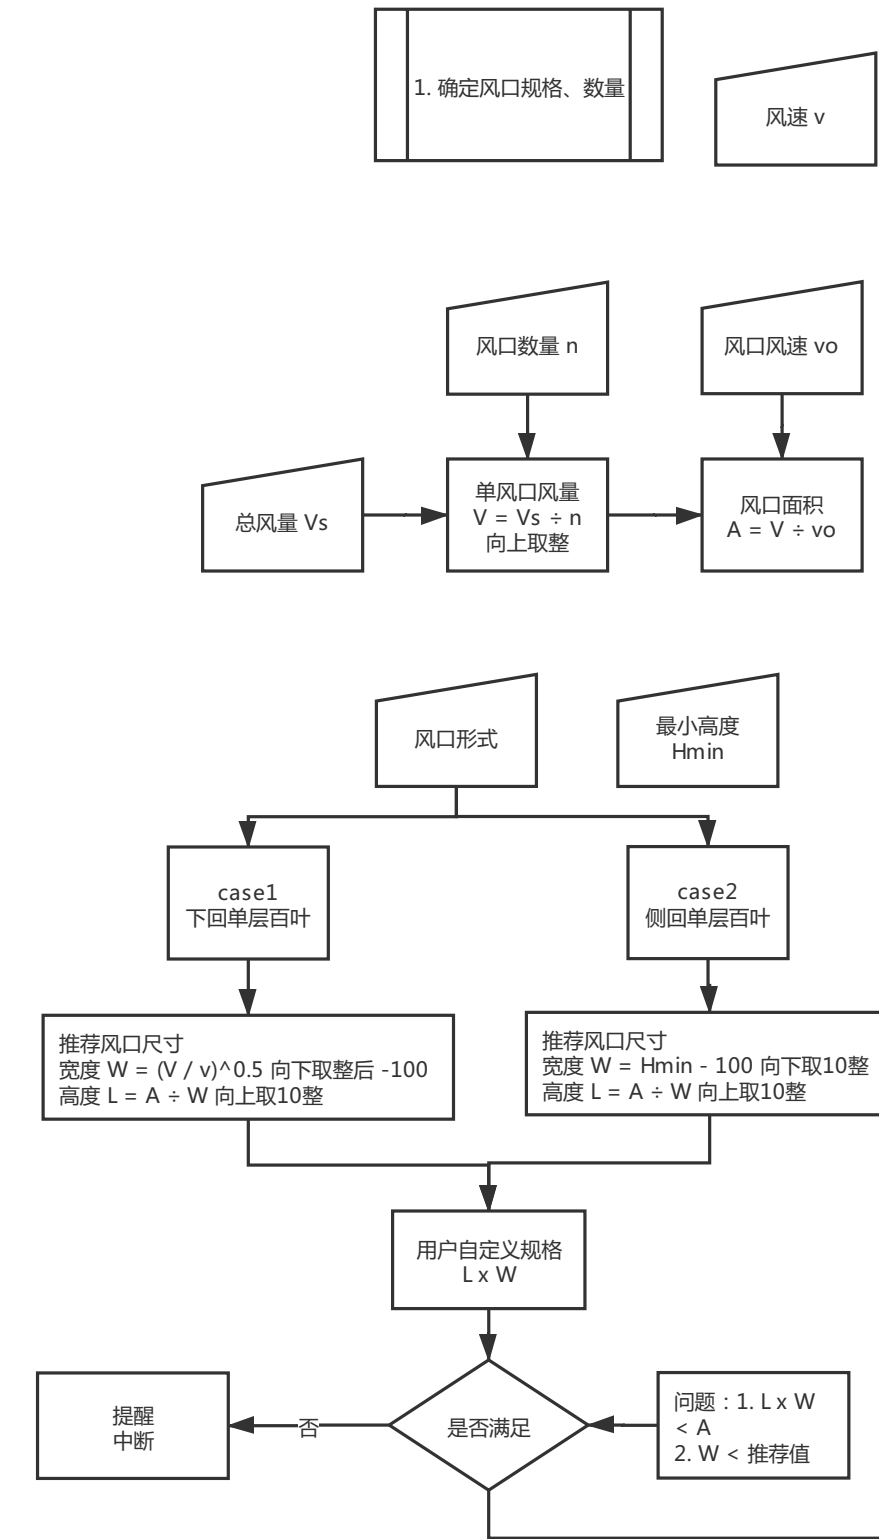 1. 确定风口规格、数量
风速 v
风口数量 n
风口风速 vo
总风量 Vs
单风口风量
V = Vs ÷ n
向上取整
风口面积
A = V ÷ vo
风口形式
最小高度
Hmin
case1
下回单层百叶
case2
侧回单层百叶
推荐风口尺寸
宽度 W = (V / v)^0.5 向下取整后 -100
高度 L = A ÷ W 向上取10整
推荐风口尺寸
宽度 W = Hmin - 100 向下取10整
高度 L = A ÷ W 向上取10整
用户自定义规格
L x W
提醒
中断
否
是否满足
问题：1. L x W
< A
2. W < 推荐值